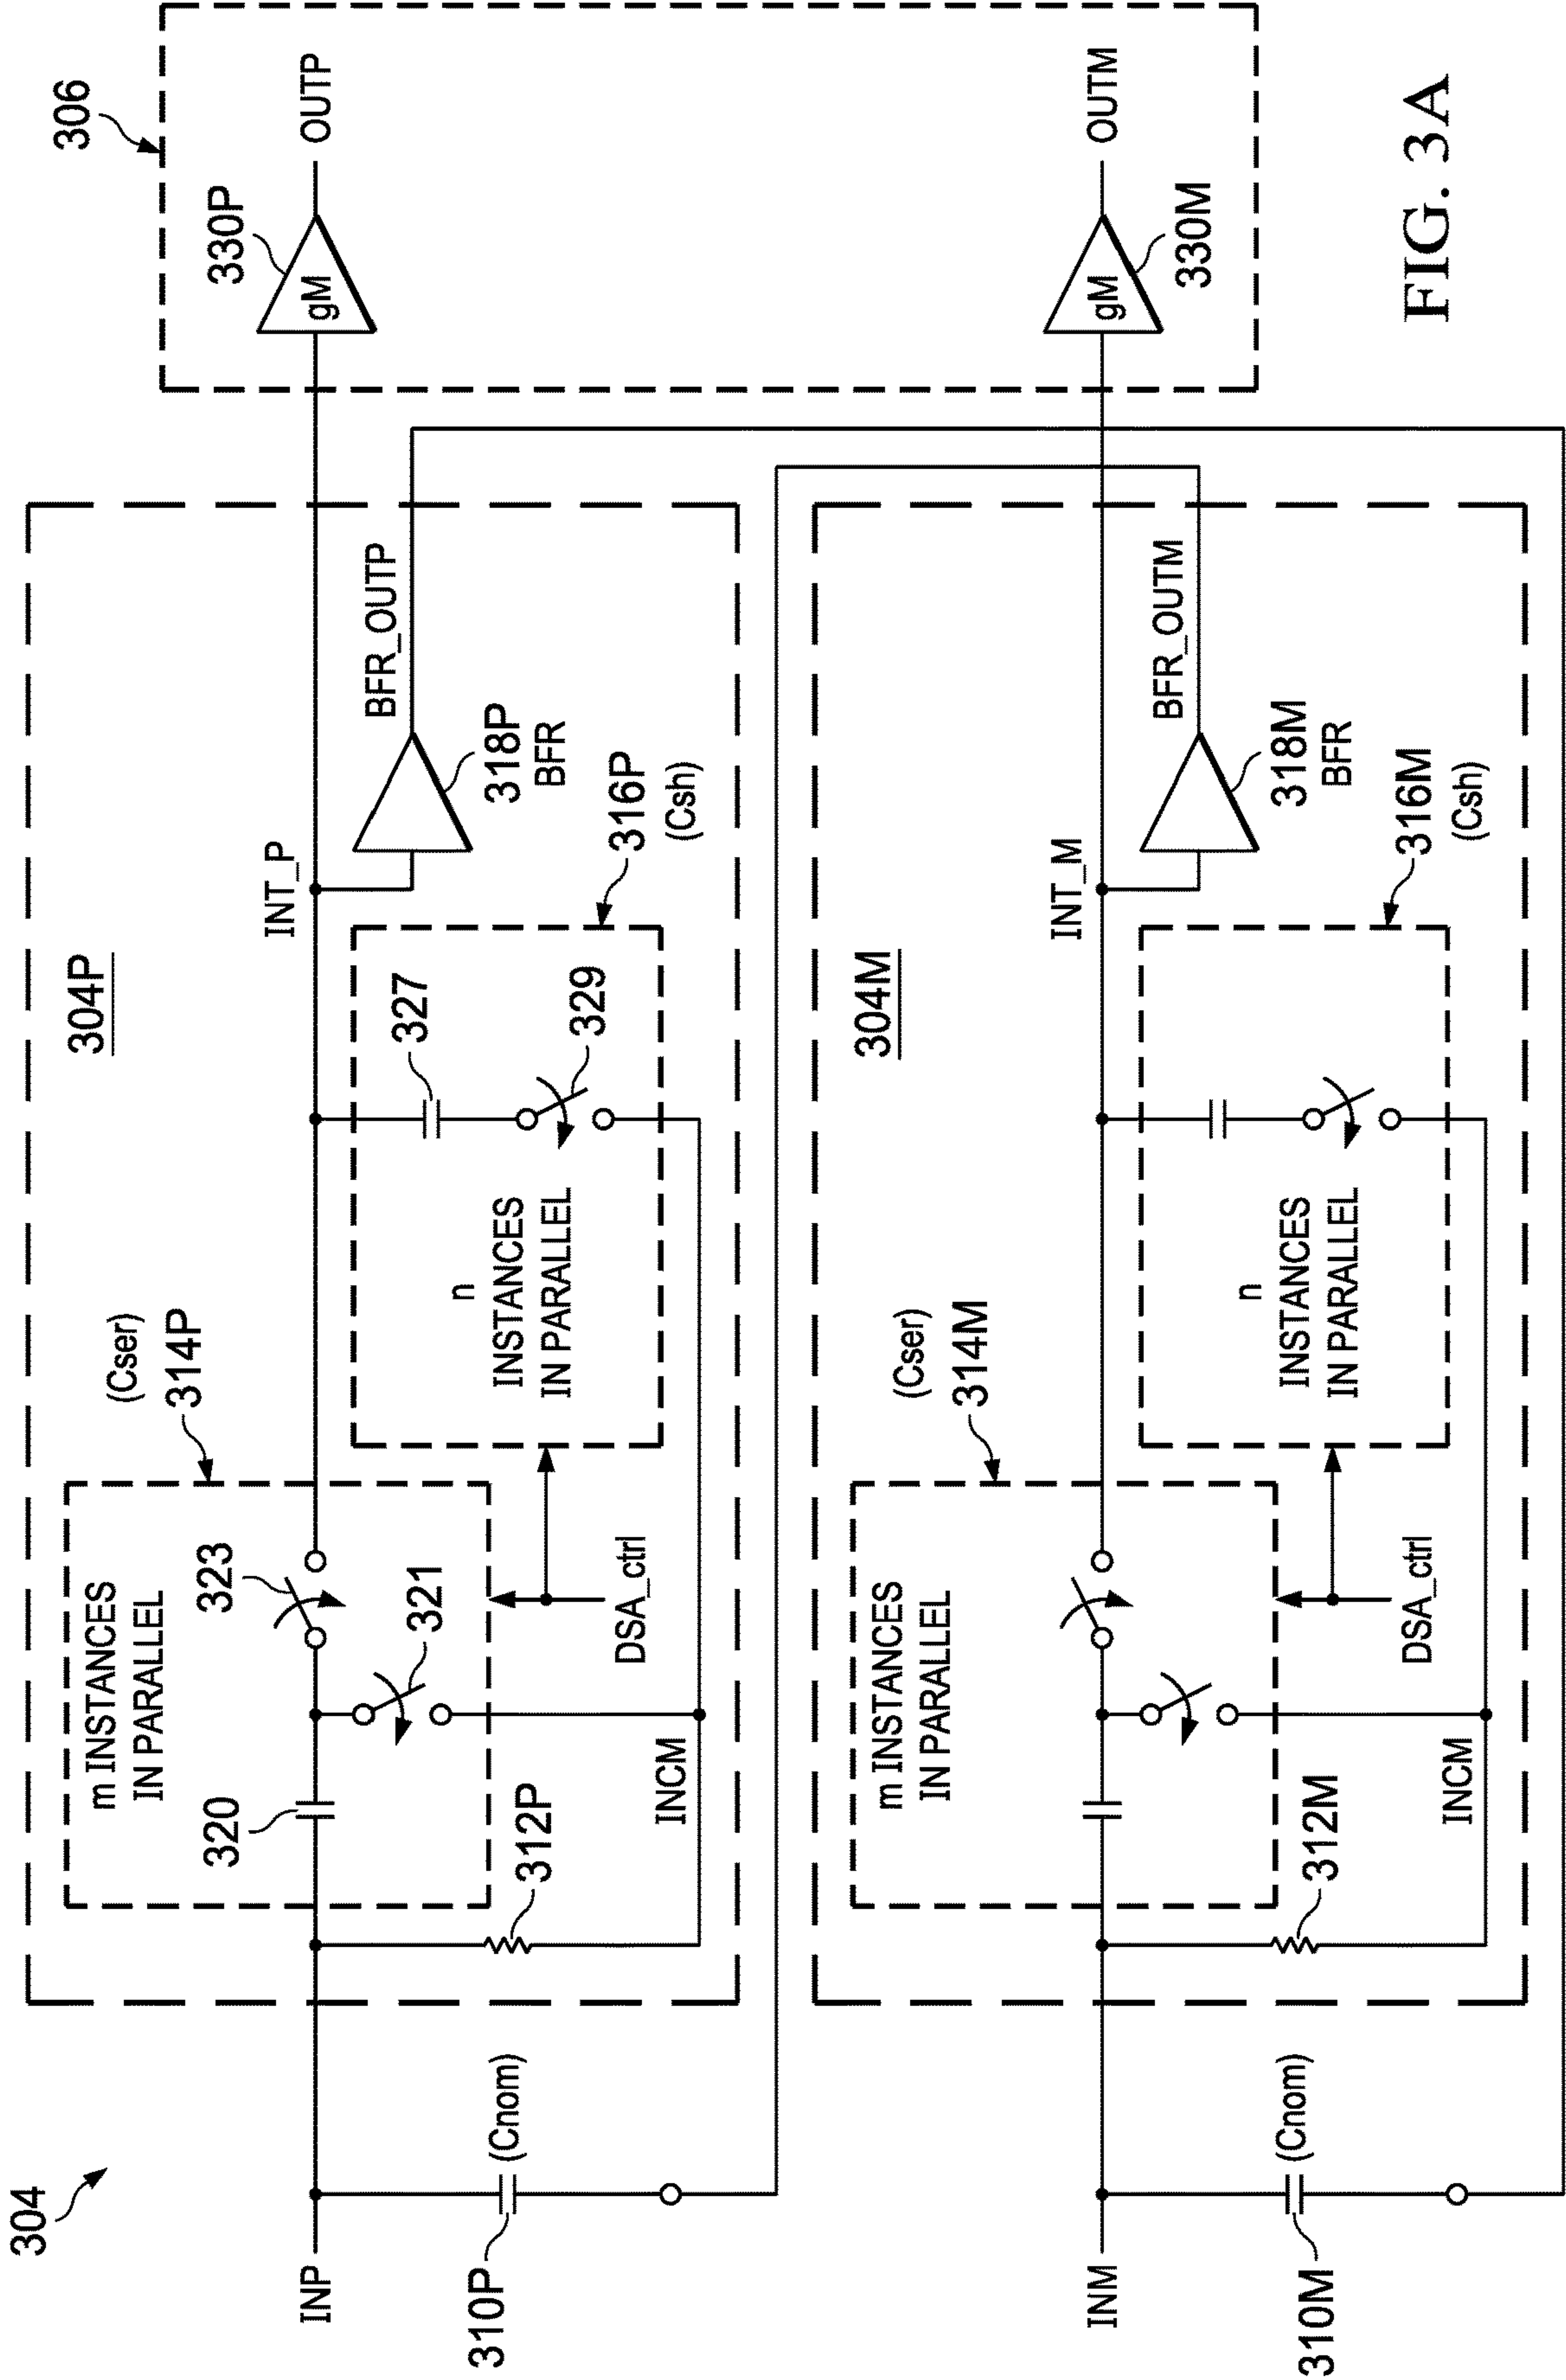 304
304P
306
(Cser)
314P
m INSTANCES
IN PARALLEL
323
320
321
INP
INT_P
330P
gM
OUTP
327
329
BFR_OUTP
n
INSTANCES
IN PARALLEL
318P
BFR
316P
(Csh)
(Cnom)
310P
312P
DSA_ctrl
INCM
304M
(Cser)
314M
m INSTANCES
IN PARALLEL
INM
INT_M
gM
OUTM
330M
BFR_OUTM
n
INSTANCES
IN PARALLEL
318M
BFR
316M
(Csh)
(Cnom)
310M
312M
DSA_ctrl
INCM
FIG. 3A